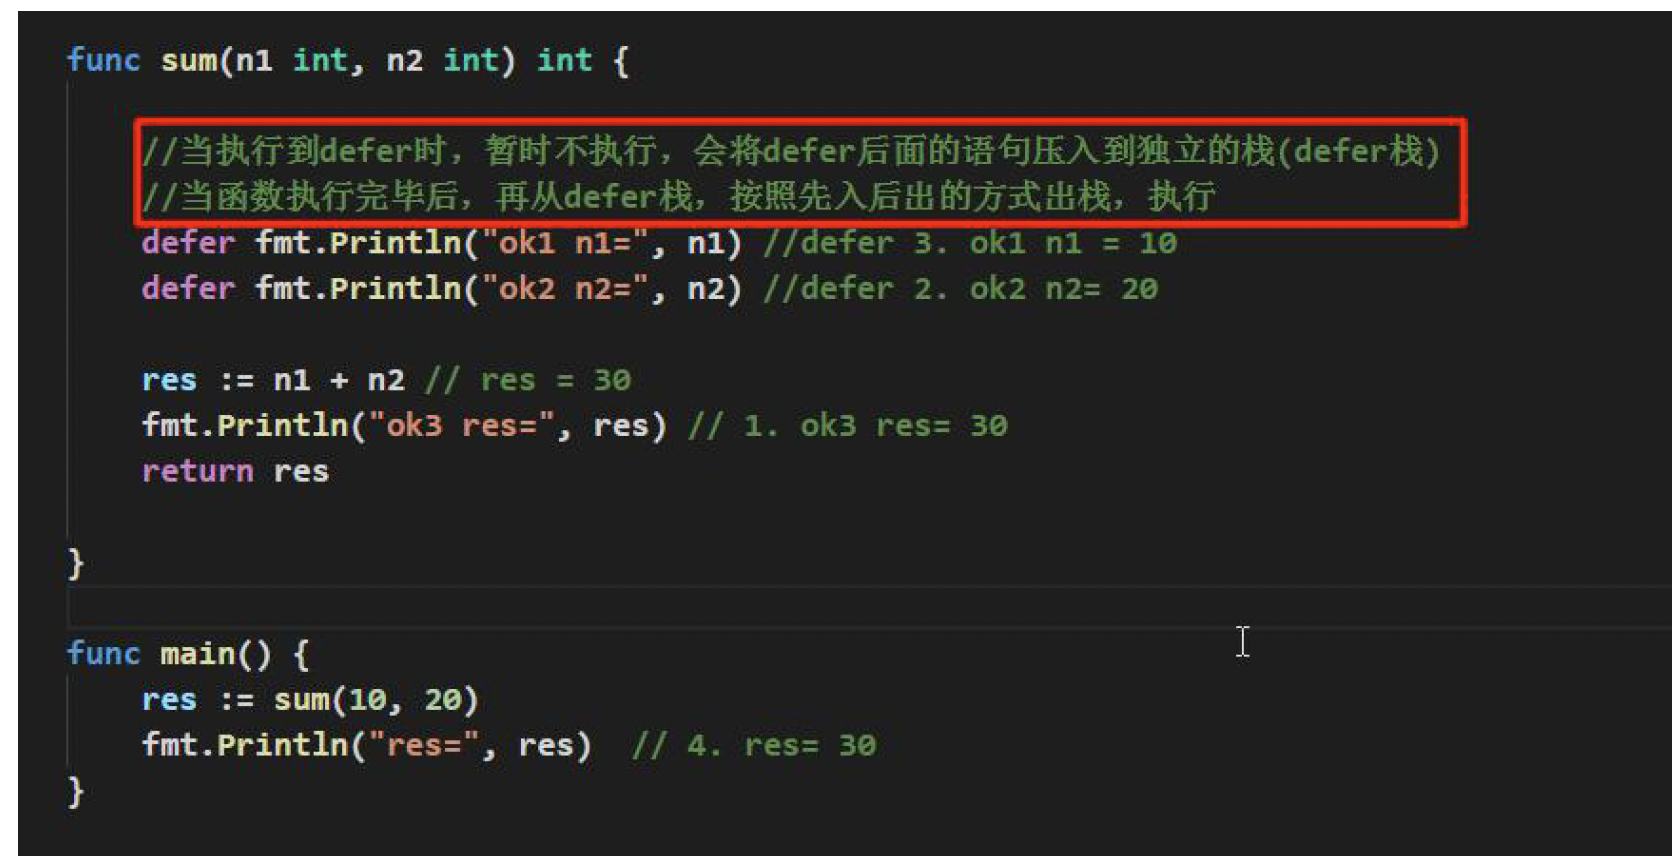 func sum(n1 int, n2 int) int {
//当执行到defer时，暂时不执行，会将defer后面的语句压入到独立的栈(defer栈)
//当函数执行完毕后，再从defer栈，按照先入后出的方式出栈，执行
defer fmt.Println("ok1 n1=", n1) //defer 3. ok1 n1 = 10
defer fmt.Println("ok2 n2=", n2) //defer 2. ok2 n2= 20
res := n1 + n2 // res = 30
fmt.Println("ok3 res=", res) // 1. ok3 res= 30
return res
}
func main() {
res := sum(10, 20)
fmt.Println("res=", res)  // 4. res= 30
}